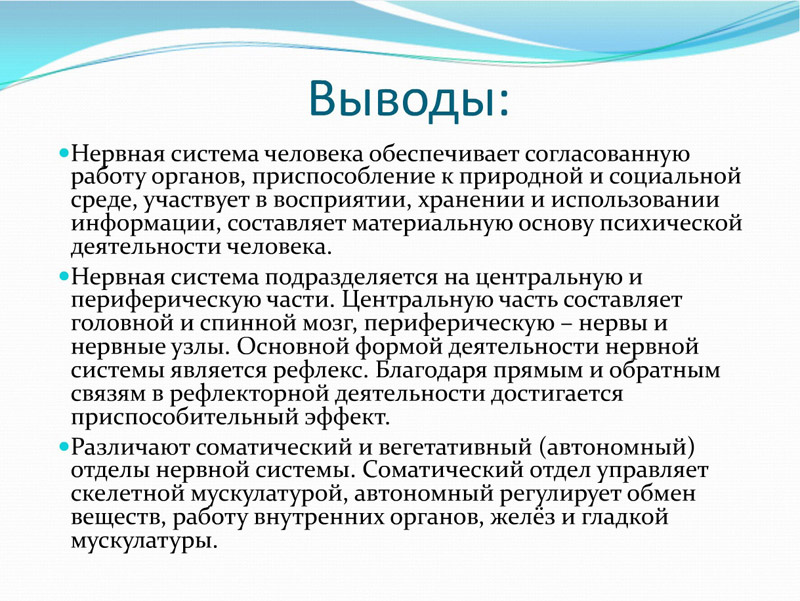 Выводы:
•Нервная система человека обеспечивает согласованную
работу органов, приспособление к природной и социальной
среде, участвует в восприятии, хранении и использовании
информации, составляет материальную основу психической
деятельности человека.
•Нервная система подразделяется на центральную и
периферическую части. Центральную часть составляет
головной и спинной мозг, периферическую – нервы и
нервные узлы. Основной формой деятельности нервной
системы является рефлекс. Благодаря прямым и обратным
связям в рефлекторной деятельности достигается
приспособительный эффект.
•Различают соматический и вегетативный (автономный)
отделы нервной системы. Соматический отдел управляет
скелетной мускулатурой, автономный регулирует обмен
веществ, работу внутренних органов, желёз и гладкой
мускулатуры.